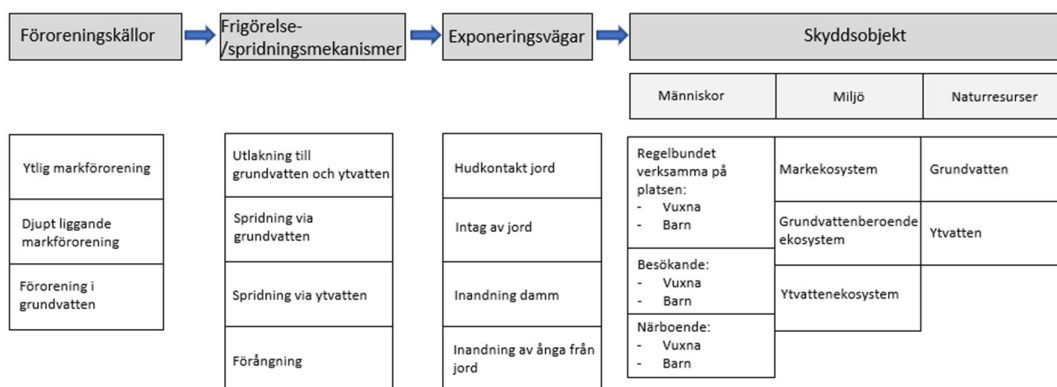 Föroreningskällor
Frigörelse-
/spridningsmekanismer
Exponeringsvägar
Skyddsobjekt
Människor
Miljö
Naturresurser
Ytlig markförorening
Djupt liggande
markförorening
Förorening i
grundvatten
Utlakning till
grundvatten och ytvatten
Spridning via
grundvatten
Spridning via ytvatten
Förångning
Hudkontakt jord
Intag av jord
Inandning damm
Inandning av ånga från
jord
Regelbundet
verksamma på
platsen:
- Vuxna
- Barn
Besökande:
- Vuxna
- Barn
Närboende:
- Vuxna
- Barn
Markekosystem
Grundvattenberoende
ekosystem
Ytvattenekosystem
Grundvatten
Ytvatten